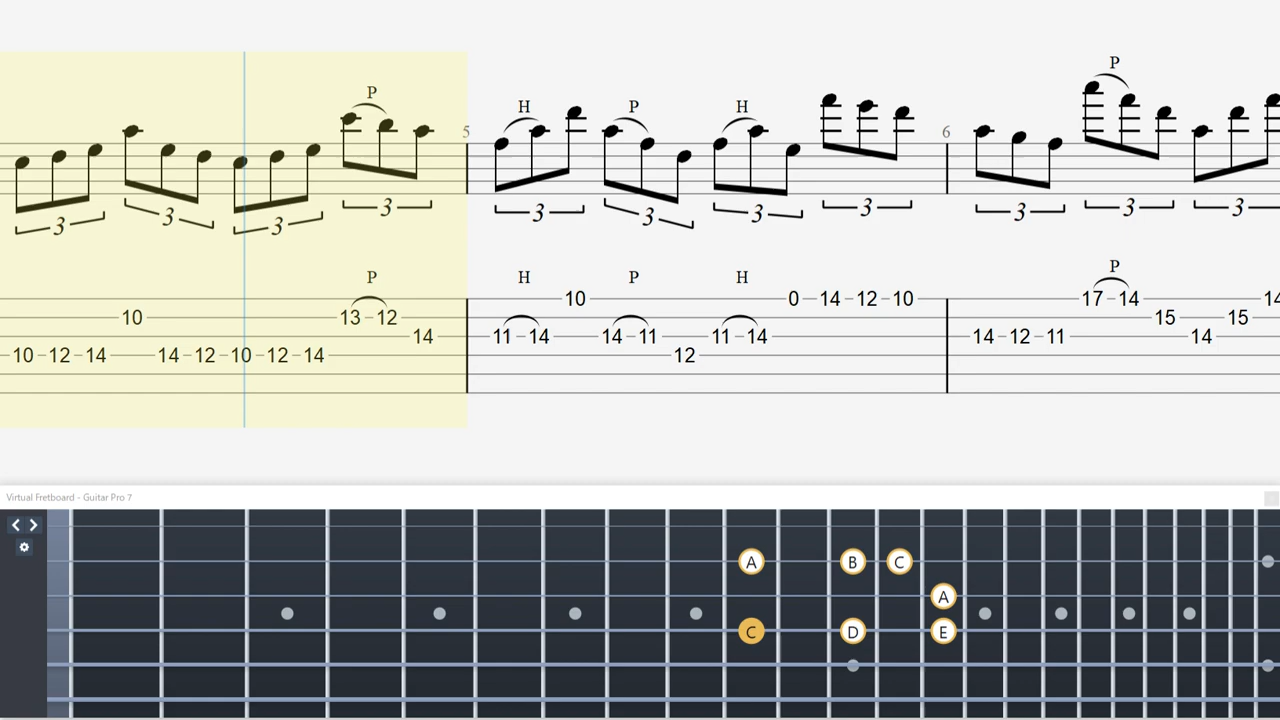 P
H P H
P
5 6
3 3 3 3 3 3 3 3 3 3 3
P H P H P
10 17 14 14
10 13 12 0 14 12 10 15 15
14 11 14 14 11 11 14 14 12 11 14
10 12 14 14 12 10 12 14 12
Virtual Fretboard - Guitar Pro 7
A B C
A
C D E